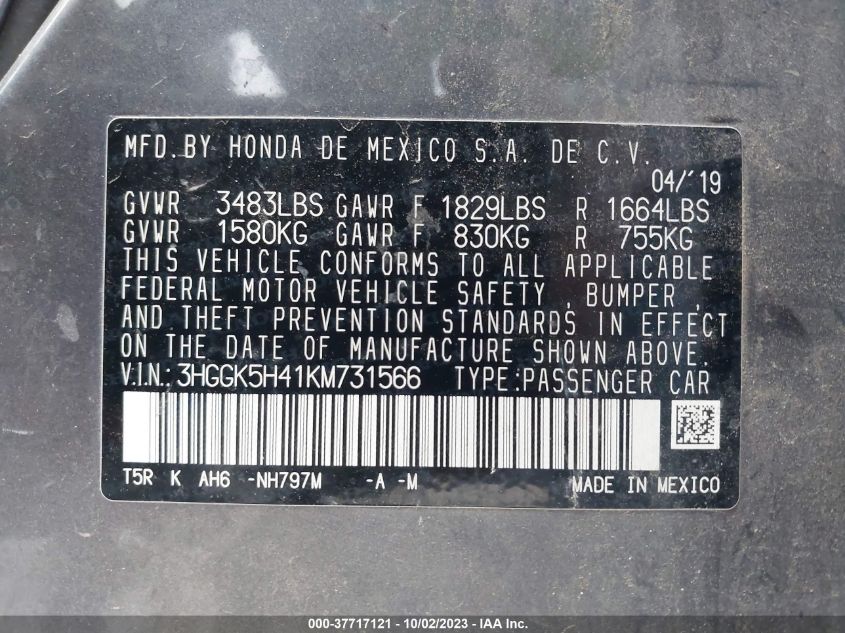 MFD. BY HONDA DE MEXICO S.A. DE C.V.
04/'19
GVWR 3483LBS GAWR F 1829LBS R 1664LBS
GVWR 1580KG GAWR F 830KG R 755KG
THIS VEHICLE CONFORMS TO ALL APPLICABLE
FEDERAL MOTOR VEHICLE SAFETY , BUMPER ,
AND THEFT PREVENTION STANDARDS IN EFFECT
ON THE DATE OF MANUFACTURE SHOWN ABOVE.
V.I.N.: 3HGGK5H41KM731566 TYPE:PASSENGER CAR
T5R K AH6 -NH797M -A -M MADE IN MEXICO
000-37717121 - 10/02/2023 - IAA Inc.